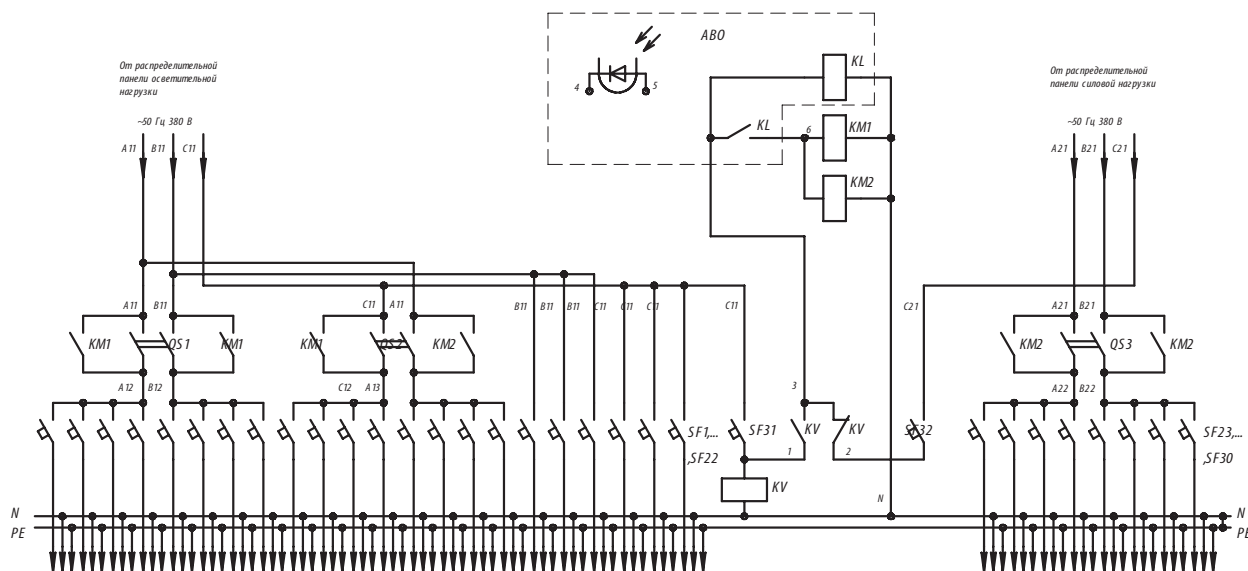 АВО
От распределительной
панели осветительной
нагрузки
KL
От распределительной
панели силовой нагрузки
4
5
~50 Гц 380 В
KL
6
KM1
~50 Гц 380 В
A11
B11
C11
A21
B21
C21
KM2
A11
B11
C11
A11
B11
B11
C11
C11
C11
C11
C21
A21
B21
KM1
QS1
KM1
KM1
QS2
KM2
KM2
QS3
KM2
A12
B12
C12
A13
3
A22
B22
SF1,...
,SF22
SF31
KV
KV
SF32
SF23,...
,SF30
1
2
KV
N
N
N
PE
PE